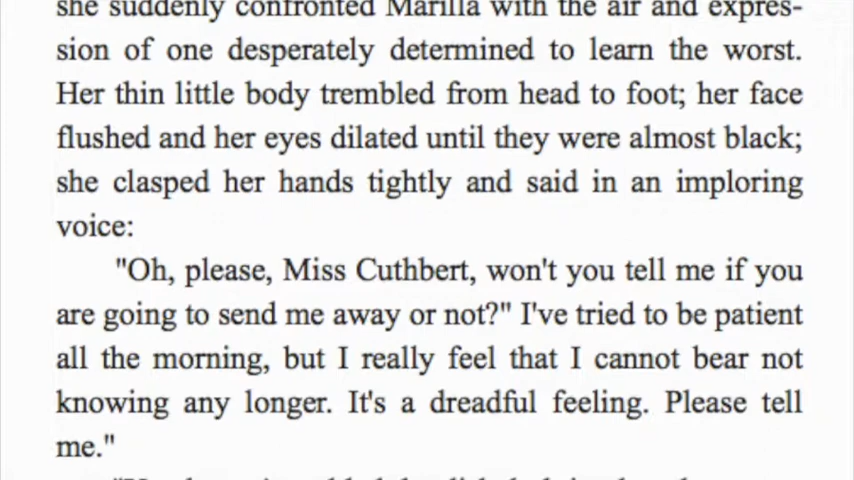 she suddenly confronted Marilla with the air and expres-
sion of one desperately determined to learn the worst.
Her thin little body trembled from head to foot; her face
flushed and her eyes dilated until they were almost black;
she clasped her hands tightly and said in an imploring
voice:
"Oh, please, Miss Cuthbert, won't you tell me if you
are going to send me away or not?" I've tried to be patient
all the morning, but I really feel that I cannot bear not
knowing any longer. It's a dreadful feeling. Please tell
me."